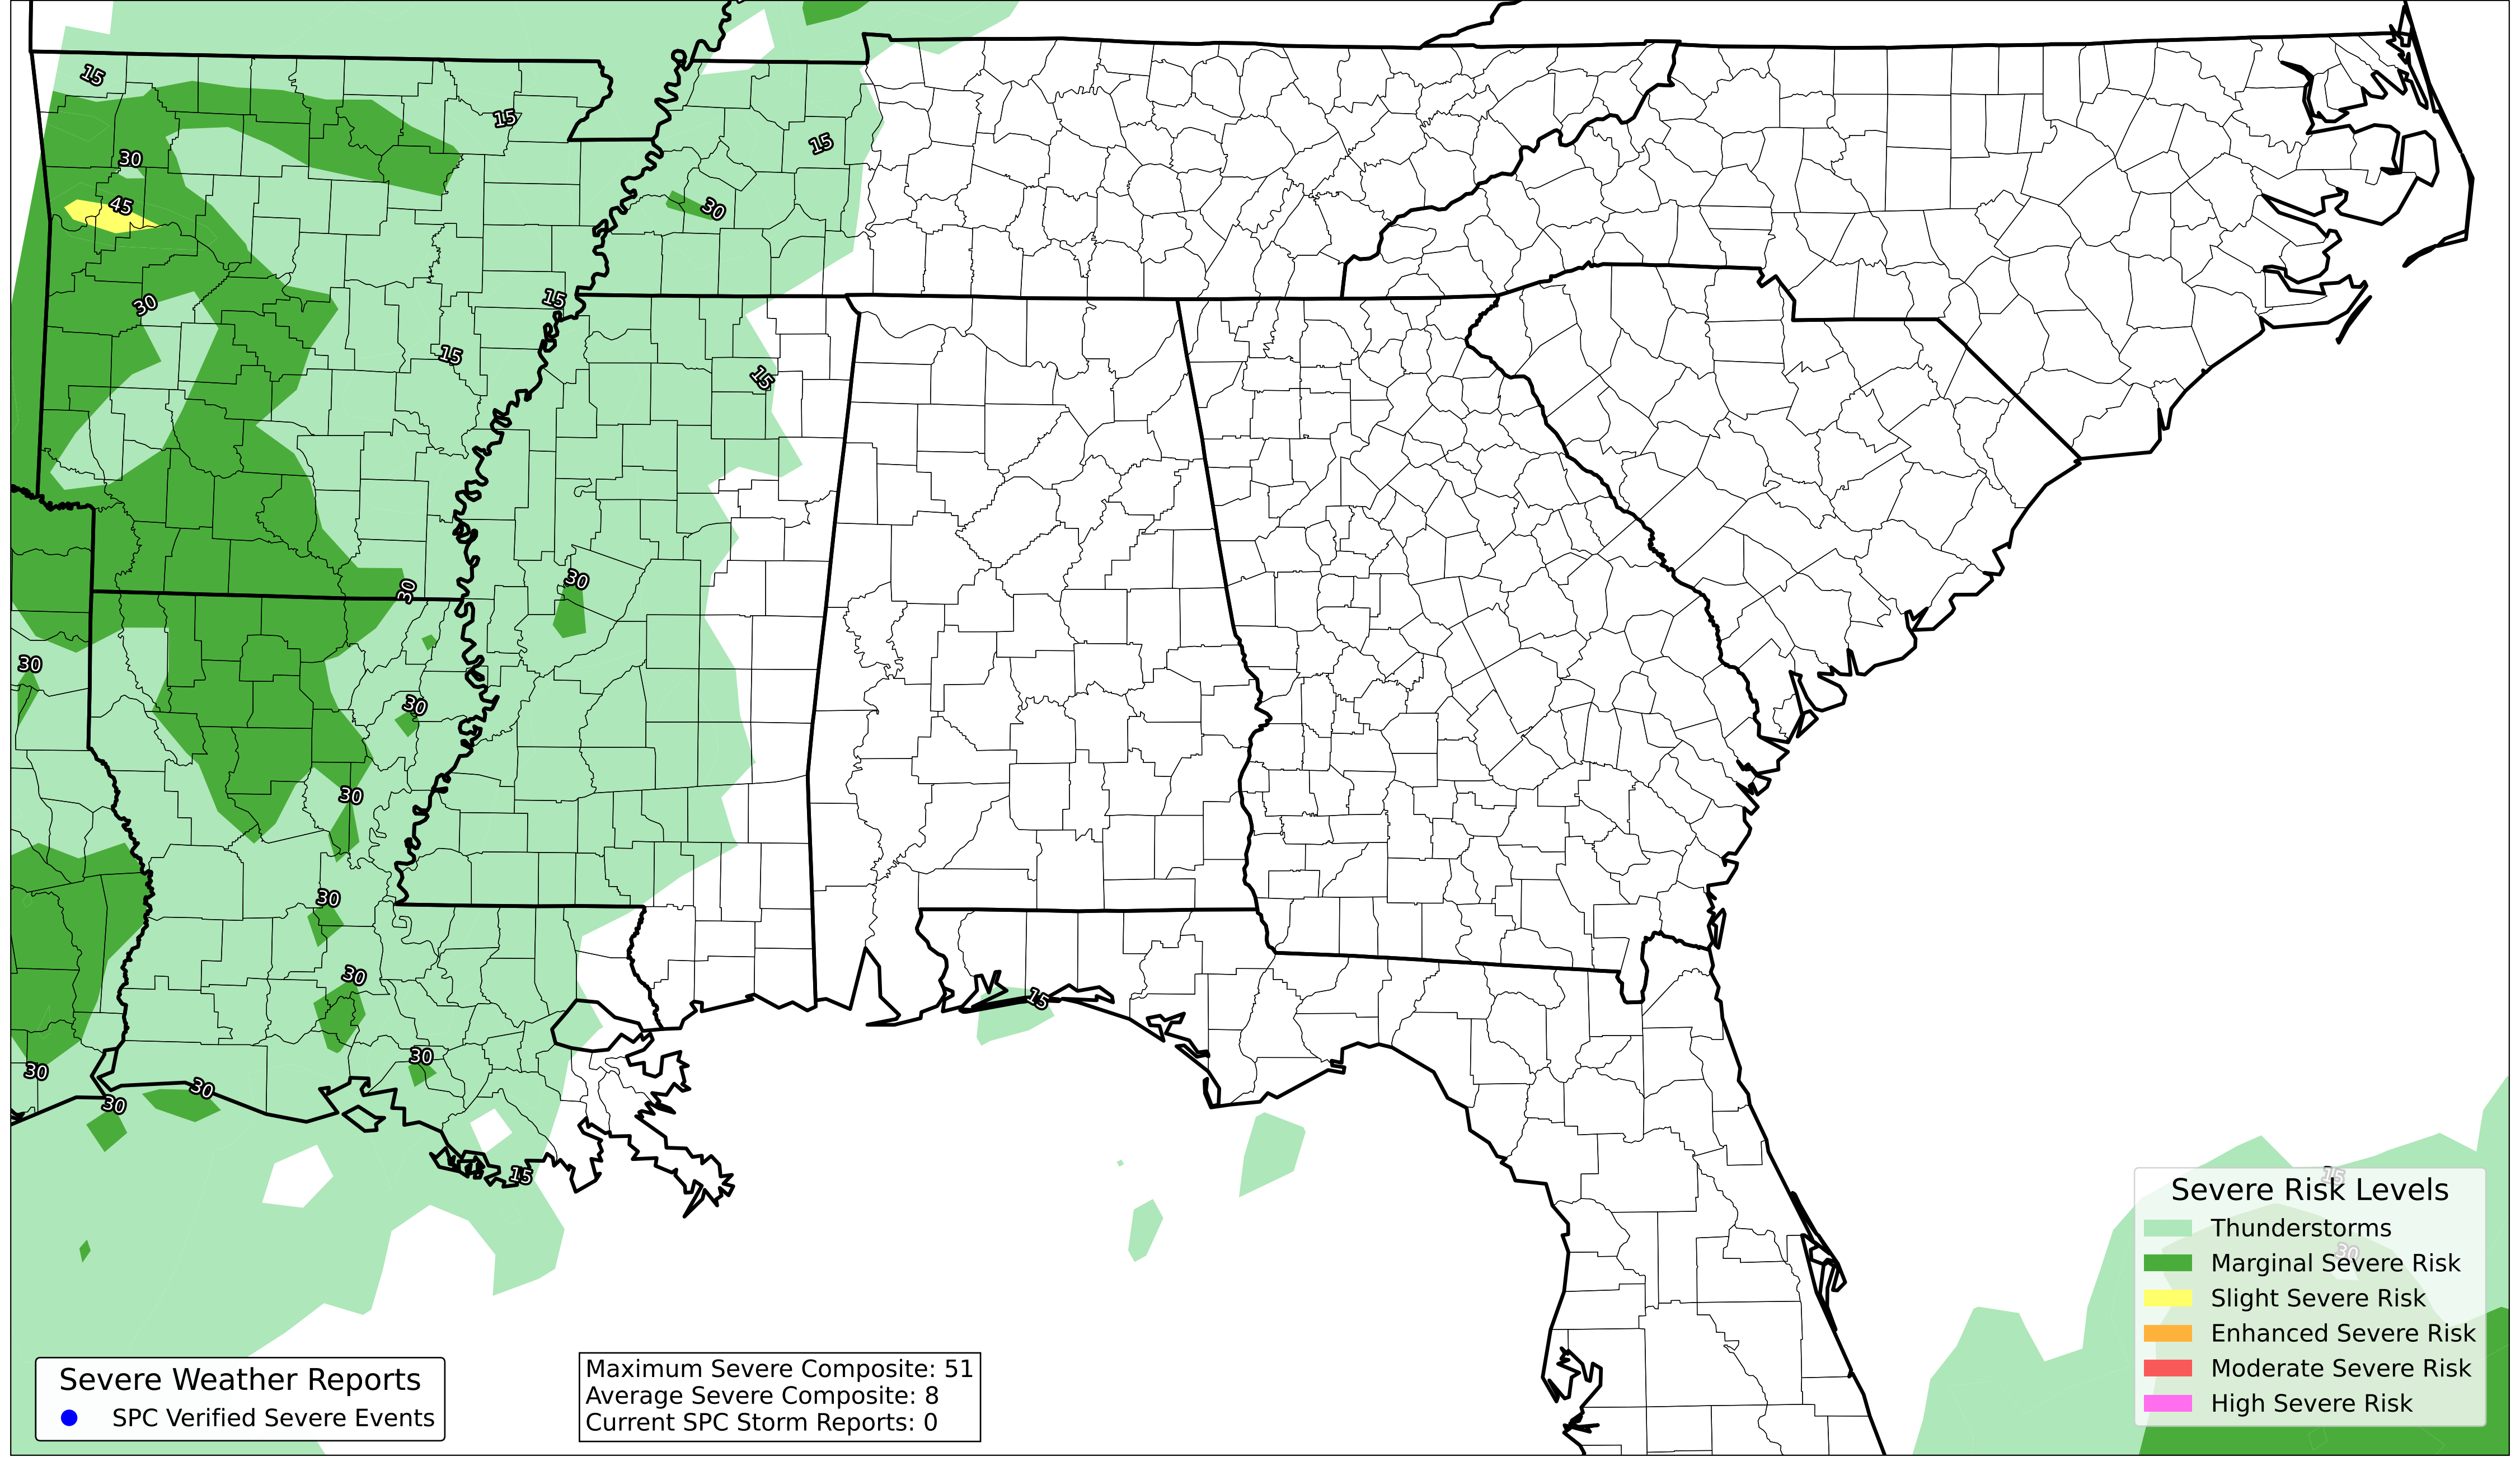 15
15
15
30
45
30
30
15
15
15
30
30
30
30
30
30
30
30
15
30
30
30
30
15
15
30
Severe Risk Levels
Thunderstorms
Marginal Severe Risk
Slight Severe Risk
Enhanced Severe Risk
Moderate Severe Risk
High Severe Risk
Severe Weather Reports
SPC Verified Severe Events
Maximum Severe Composite: 51
Average Severe Composite: 8
Current SPC Storm Reports: 0